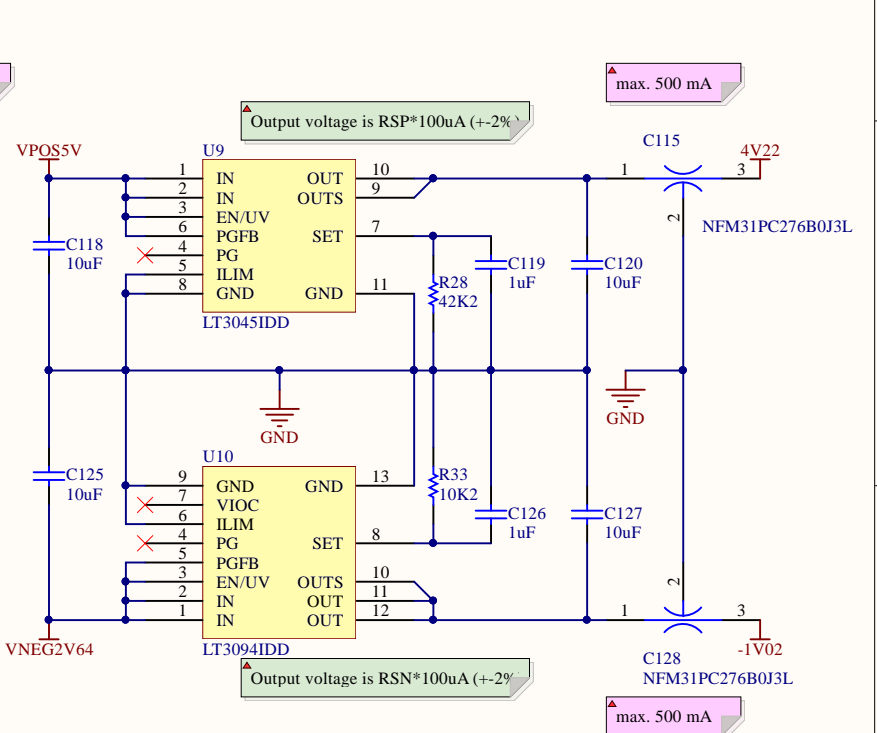 max. 500 mA
Output voltage is RSP*100uA (+-2%)
C115
VPOS5V
U9
4V22
1 IN OUT 10
2 IN OUTS 9
3 EN/UV
6 PGFB SET 7
4 PG
5 ILIM
8 GND GND 11
LT3045IDD
1 3
2
NFM31PC276B0J3L
C118
10uF
R28
42K2
C119
1uF
C120
10uF
GND
GND
U10
C125
10uF
9 GND GND 13
7 VIOC
6 ILIM
4 PG SET 8
5 PGFB
3 EN/UV OUTS 10
2 IN OUT 11
1 IN OUT 12
LT3094IDD
R33
10K2
C126
1uF
C127
10uF
2
1 3
VNEG2V64
-1V02
C128
NFM31PC276B0J3L
Output voltage is RSN*100uA (+-2%
max. 500 mA